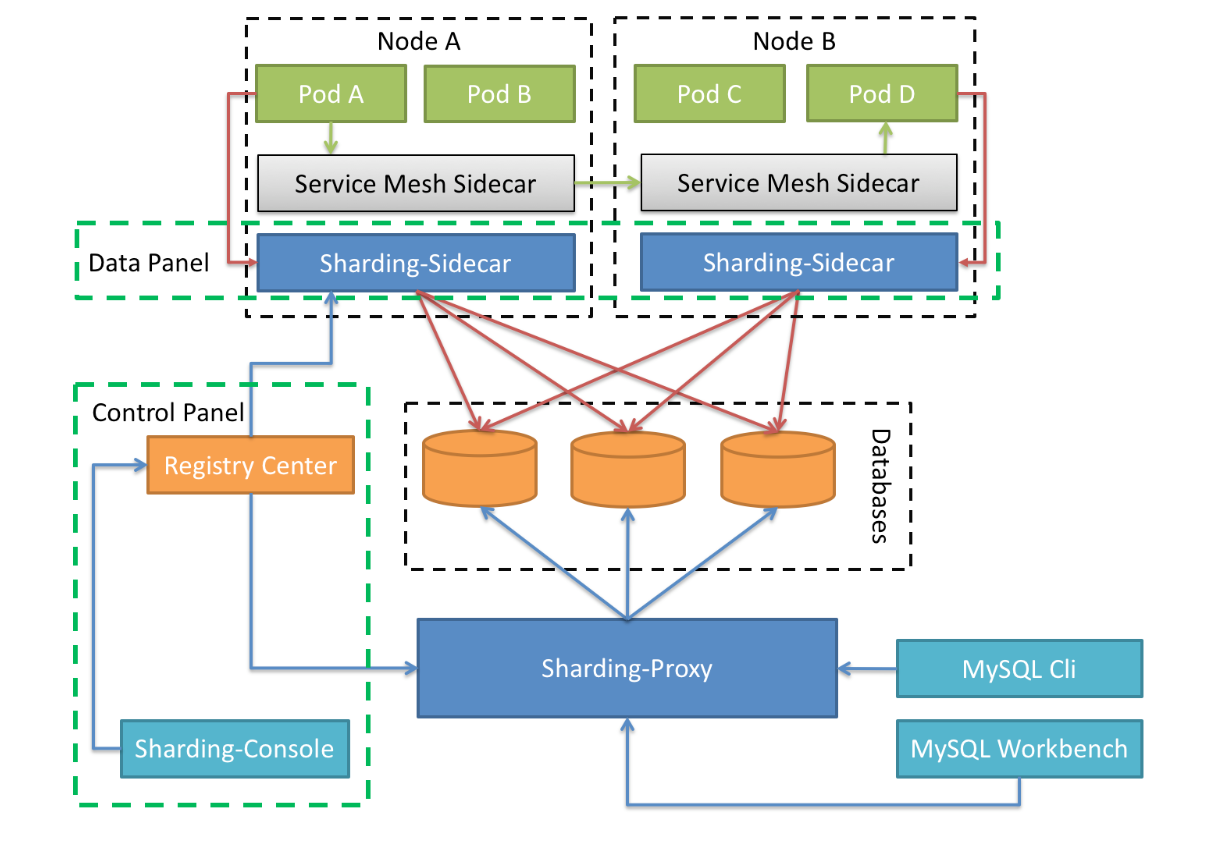 Node A
Node B
Pod A
Pod B
Pod C
Pod D
Service Mesh Sidecar
Service Mesh Sidecar
Data Panel
Sharding-Sidecar
Sharding-Sidecar
Control Panel
Registry Center
Databases
Sharding-Proxy
MySQL Cli
Sharding-Console
MySQL Workbench